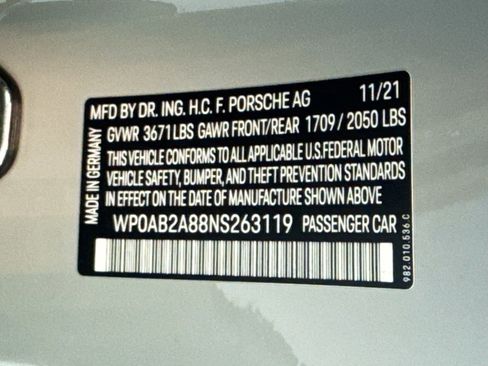 MFD BY DR. ING. H.C. F. PORSCHE AG 11/21
GVWR 3671LBS GAWR FRONT/REAR 1709/2050 LBS
THIS VEHICLE CONFORMS TO ALL APPLICABLE U.S.FEDERAL MOTOR
VEHICLE SAFETY, BUMPER, AND THEFT PREVENTION STANDARDS
IN EFFECT ON THE DATE OF MANUFACTURE SHOWN ABOVE
WP0AB2A88NS263119 PASSENGER CAR
MADE IN GERMANY
982.010.536.C